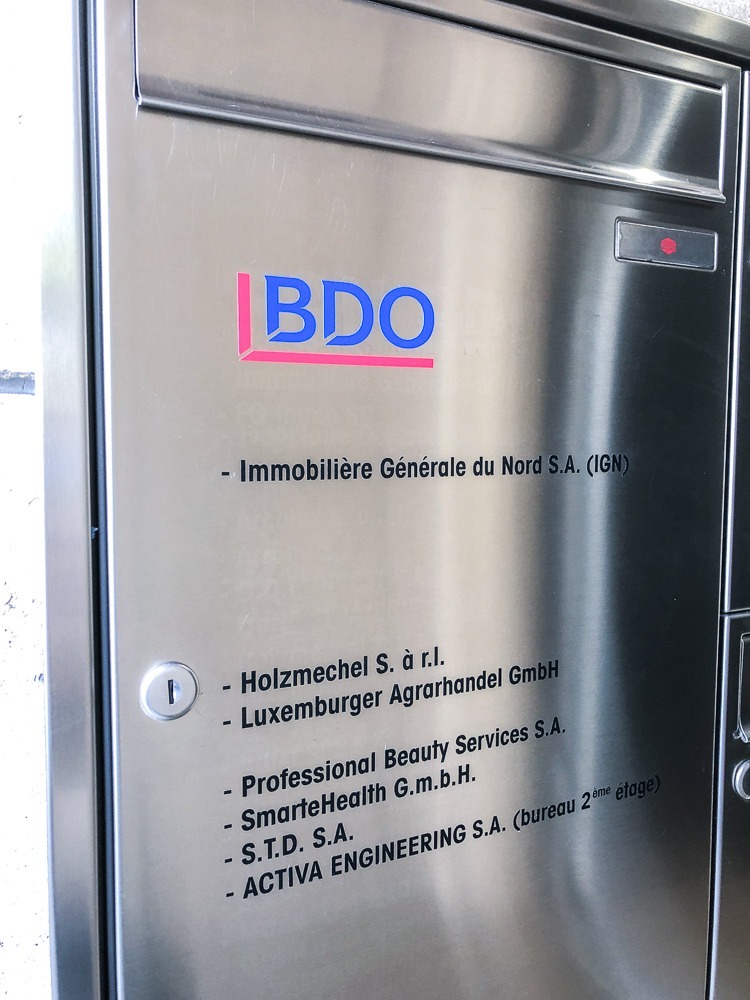 BDO
- Immobilière Générale du Nord S.A. (IGN)
- Holzmechel S. à r.l.
- Luxemburger Agrarhandel GmbH
- Professional Beauty Services S.A.
- SmarteHealth G.m.b.H.
- S.T.D. S.A.
- ACTIVA ENGINEERING S.A. (bureau 2ème étage)